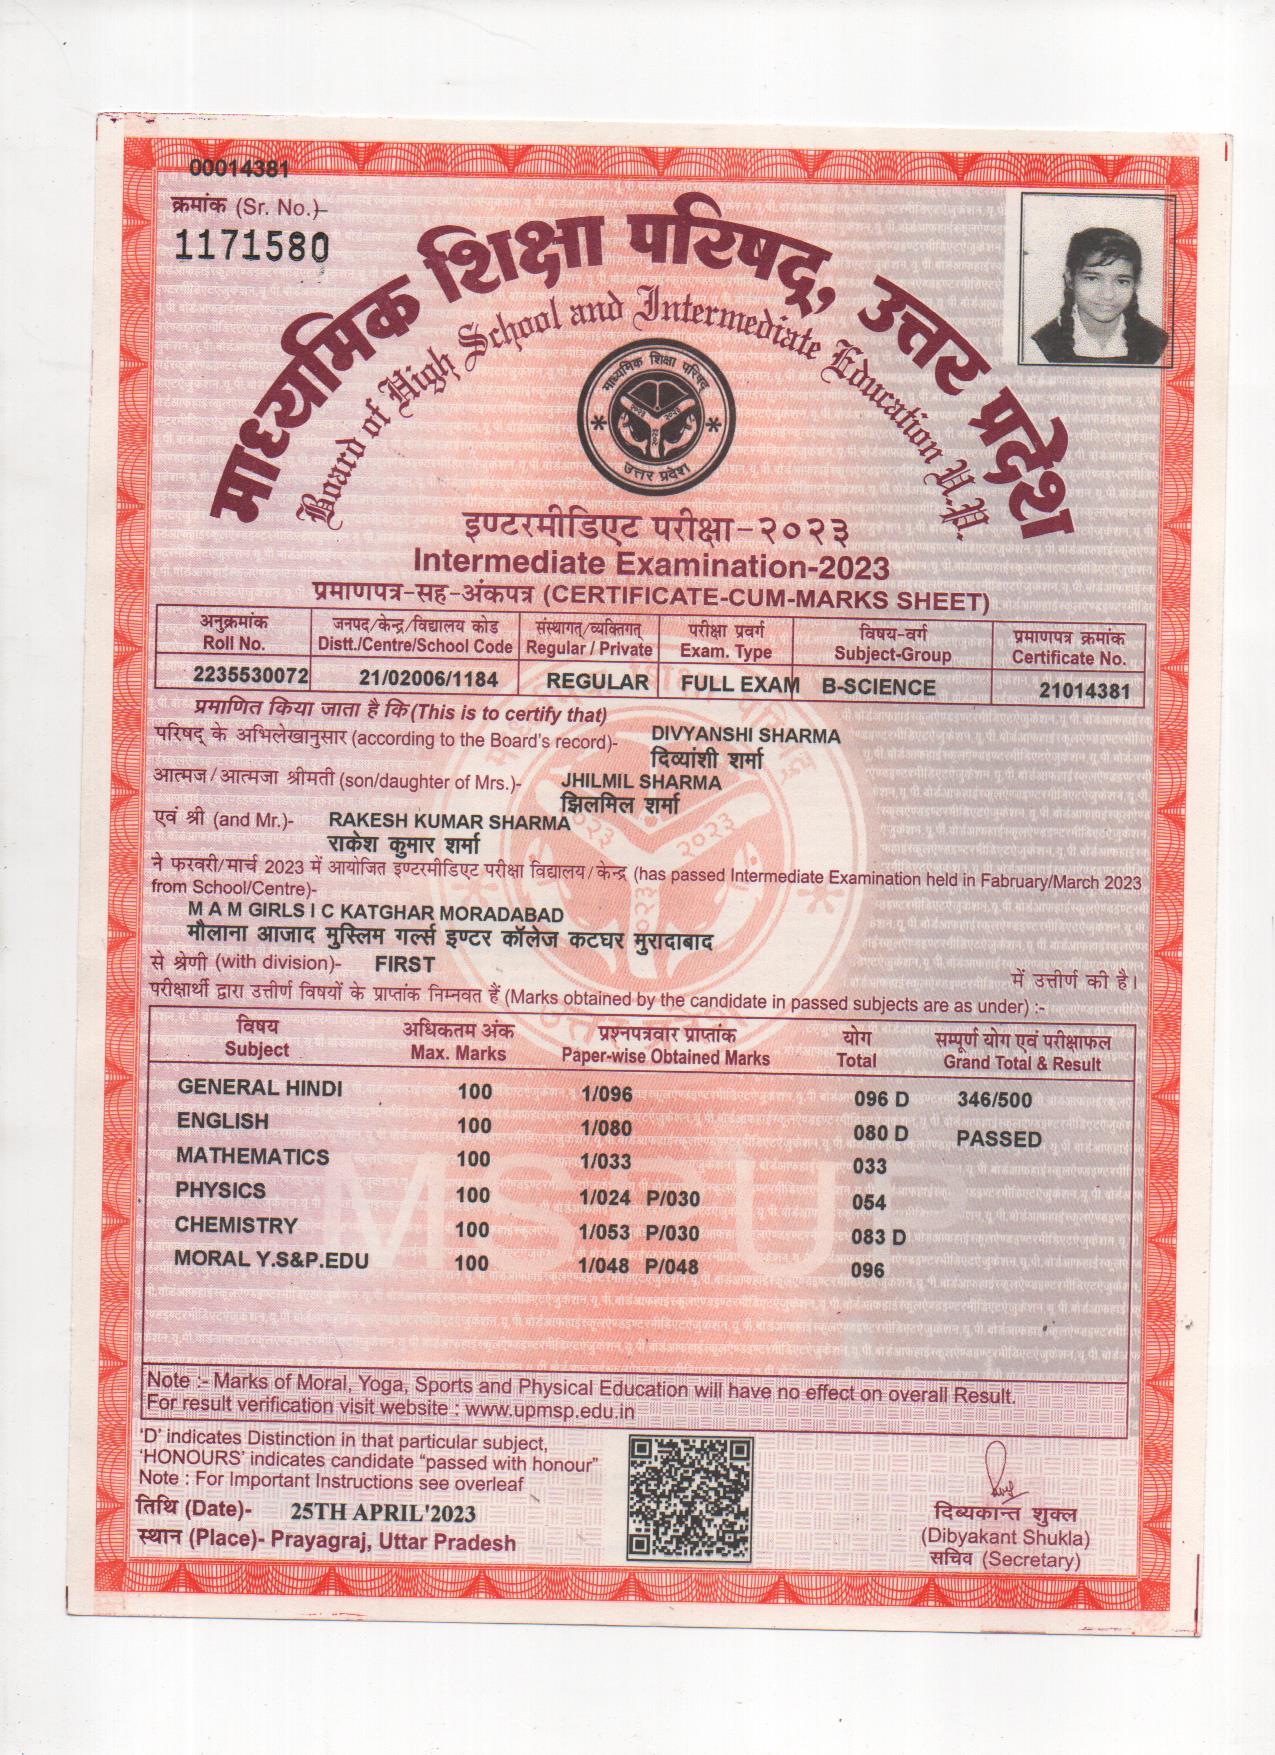 00014381
क्रमांक (Sr. No.)-
1171580
माध्यमिक शिक्षा परिषद्, उत्तर प्रदेश
Board of High School and Intermediate Education U.P.
माध्यमिक शिक्षा परिषद्
उत्तर प्रदेश
इण्टरमीडिएट परीक्षा-२०२३
Intermediate Examination-2023
प्रमाणपत्र-सह-अंकपत्र (CERTIFICATE-CUM-MARKS SHEET)
अनुक्रमांक जनपद/केन्द्र/विद्यालय कोड संस्थागत्/व्यक्तिगत् परीक्षा प्रवर्ग विषय-वर्ग प्रमाणपत्र क्रमांक
Roll No. Distt./Centre/School Code Regular / Private Exam. Type Subject-Group Certificate No.
2235530072 21/02006/1184 REGULAR FULL EXAM B-SCIENCE 21014381
प्रमाणित किया जाता है कि (This is to certify that)
परिषद् के अभिलेखानुसार (according to the Board's record)- DIVYANSHI SHARMA
दिव्यांशी शर्मा
आत्मज/आत्मजा श्रीमती (son/daughter of Mrs.)- JHILMIL SHARMA
झिलमिल शर्मा
एवं श्री (and Mr.)- RAKESH KUMAR SHARMA
राकेश कुमार शर्मा
ने फरवरी/मार्च 2023 में आयोजित इण्टरमीडिएट परीक्षा विद्यालय/केन्द्र (has passed Intermediate Examination held in Fabruary/March 2023
from School/Centre)-
M A M GIRLS I C KATGHAR MORADABAD
मौलाना आजाद मुस्लिम गर्ल्स इण्टर कॉलेज कटघर मुरादाबाद
से श्रेणी (with division)- FIRST में उत्तीर्ण की है।
परीक्षार्थी द्वारा उत्तीर्ण विषयों के प्राप्तांक निम्नवत हैं (Marks obtained by the candidate in passed subjects are as under) :-
विषय अधिकतम अंक प्रश्नपत्रवार प्राप्तांक योग सम्पूर्ण योग एवं परीक्षाफल
Subject Max. Marks Paper-wise Obtained Marks Total Grand Total & Result
GENERAL HINDI 100 1/096 096 D 346/500
ENGLISH 100 1/080 080 D PASSED
MATHEMATICS 100 1/033 033
PHYSICS 100 1/024 P/030 054
CHEMISTRY 100 1/053 P/030 083 D
MORAL Y.S&P.EDU 100 1/048 P/048 096
Note :- Marks of Moral, Yoga, Sports and Physical Education will have no effect on overall Result.
For result verification visit website : www.upmsp.edu.in
'D' indicates Distinction in that particular subject,
'HONOURS' indicates candidate "passed with honour"
Note : For Important Instructions see overleaf
तिथि (Date)- 25TH APRIL'2023
स्थान (Place)- Prayagraj, Uttar Pradesh
दिब्यकान्त शुक्ल
(Dibyakant Shukla)
सचिव (Secretary)